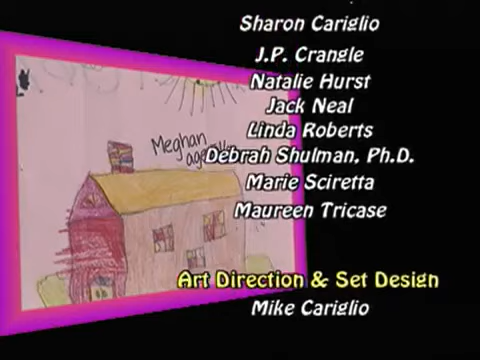 Sharon Cariglio
J.P. Crangle
Natalie Hurst
Jack Neal
Linda Roberts
Debrah Shulman, Ph.D.
Marie Sciretta
Maureen Tricase
Meghan
Art Direction & Set Design
Mike Cariglio